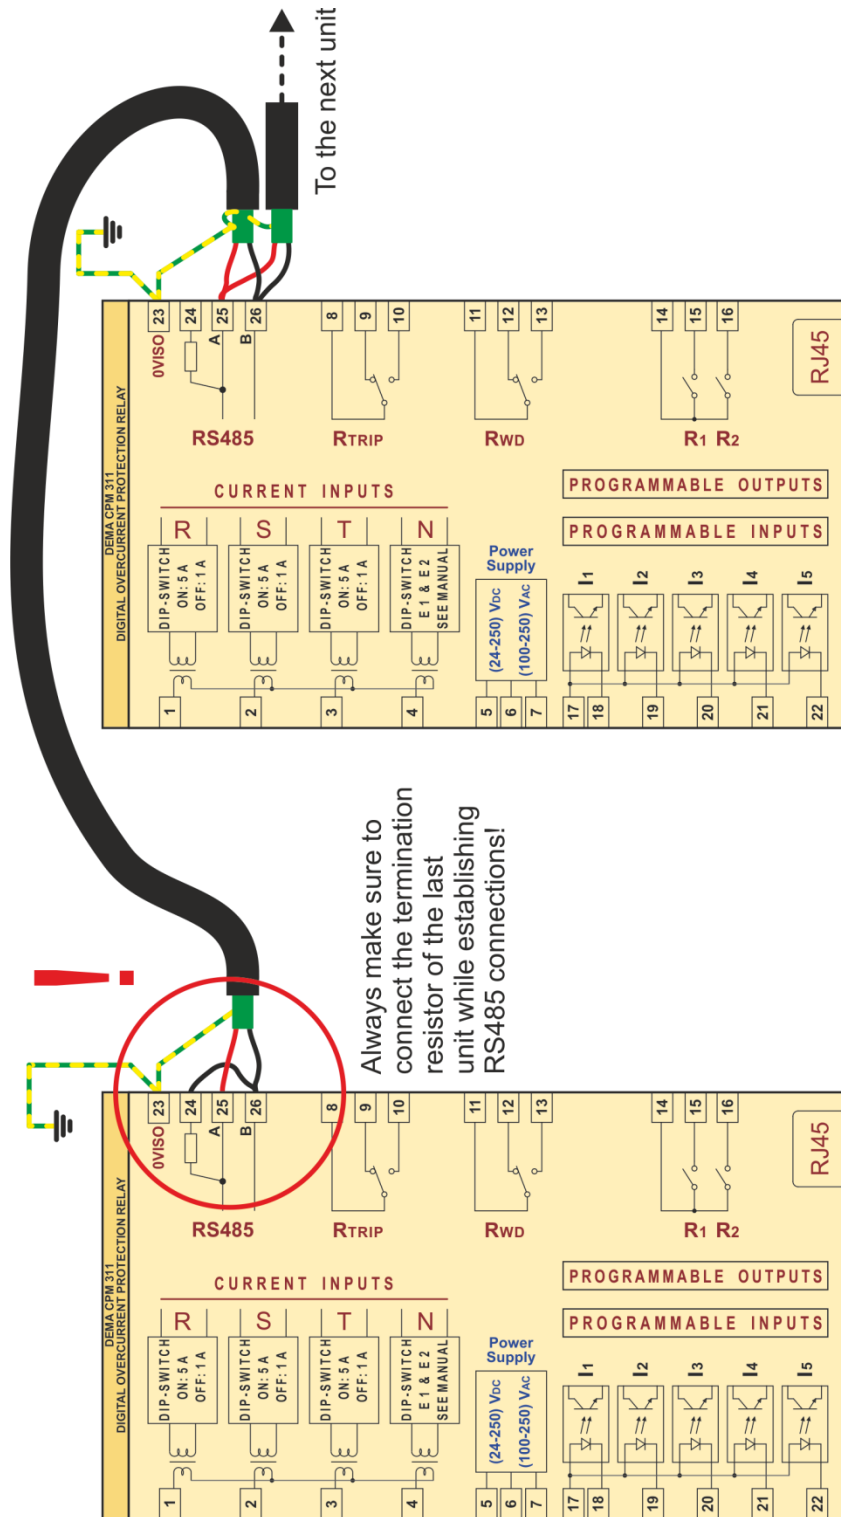 To the next unit
DEMA CPM 311
DIGITAL OVERCURRENT PROTECTION RELAY
0VISO
23
24
25
26
A
B
RS485
8
9
10
RTRIP
11
12
13
RWD
14
15
16
R1 R2
RJ45
CURRENT INPUTS
R
S
T
N
DIP-SWITCH
ON: 5 A
OFF: 1 A
DIP-SWITCH
ON: 5 A
OFF: 1 A
DIP-SWITCH
ON: 5 A
OFF: 1 A
DIP-SWITCH
E 1 & E 2
SEE MANUAL
1
2
3
4
Power
Supply
(24-250) VDC
(100-250) VAC
5
6
7
PROGRAMMABLE OUTPUTS
PROGRAMMABLE INPUTS
I1
I2
I3
I4
I5
17
18
19
20
21
22
!
Always make sure to
connect the termination
resistor of the last
unit while establishing
RS485 connections!
DEMA CPM 311
DIGITAL OVERCURRENT PROTECTION RELAY
0VISO
23
24
25
26
A
B
RS485
8
9
10
RTRIP
11
12
13
RWD
14
15
16
R1 R2
RJ45
CURRENT INPUTS
R
S
T
N
DIP-SWITCH
ON: 5 A
OFF: 1 A
DIP-SWITCH
ON: 5 A
OFF: 1 A
DIP-SWITCH
ON: 5 A
OFF: 1 A
DIP-SWITCH
E 1 & E 2
SEE MANUAL
1
2
3
4
Power
Supply
(24-250) VDC
(100-250) VAC
5
6
7
PROGRAMMABLE OUTPUTS
PROGRAMMABLE INPUTS
I1
I2
I3
I4
I5
17
18
19
20
21
22